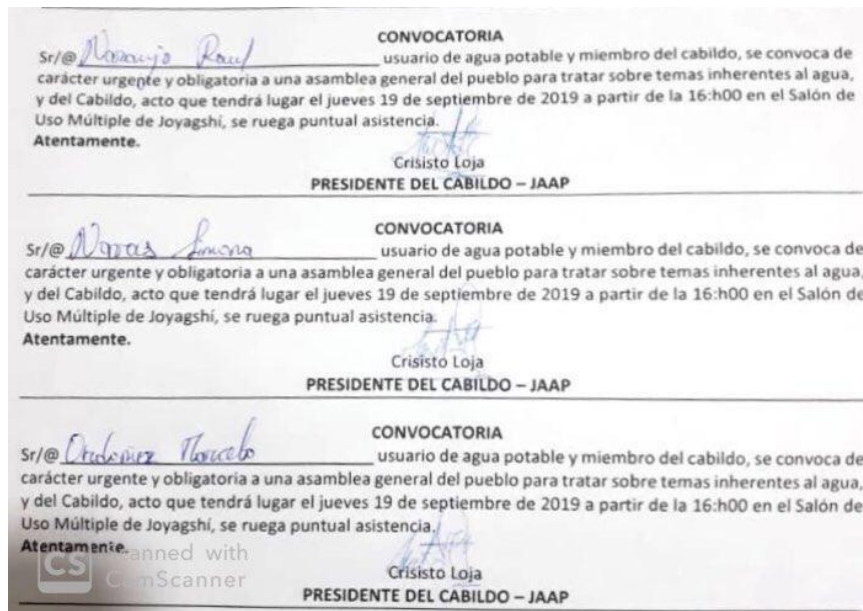 CONVOCATORIA
Sr/@ Naranjo Raul usuario de agua potable y miembro del cabildo, se convoca de
carácter urgente y obligatoria a una asamblea general del pueblo para tratar sobre temas inherentes al agua,
y del Cabildo, acto que tendrá lugar el jueves 19 de septiembre de 2019 a partir de la 16:h00 en el Salón de
Uso Múltiple de Joyagshí, se ruega puntual asistencia.
Atentamente.
Crisisto Loja
PRESIDENTE DEL CABILDO – JAAP
CONVOCATORIA
Sr/@ Navas Simona usuario de agua potable y miembro del cabildo, se convoca de
carácter urgente y obligatoria a una asamblea general del pueblo para tratar sobre temas inherentes al agua,
y del Cabildo, acto que tendrá lugar el jueves 19 de septiembre de 2019 a partir de la 16:h00 en el Salón de
Uso Múltiple de Joyagshí, se ruega puntual asistencia.
Atentamente.
Crisisto Loja
PRESIDENTE DEL CABILDO – JAAP
CONVOCATORIA
Sr/@ Ordoñez Marcelo usuario de agua potable y miembro del cabildo, se convoca de
carácter urgente y obligatoria a una asamblea general del pueblo para tratar sobre temas inherentes al agua,
y del Cabildo, acto que tendrá lugar el jueves 19 de septiembre de 2019 a partir de la 16:h00 en el Salón de
Uso Múltiple de Joyagshí, se ruega puntual asistencia.
Atentamente.
CS Scanned with
CamScanner
Crisisto Loja
PRESIDENTE DEL CABILDO – JAAP